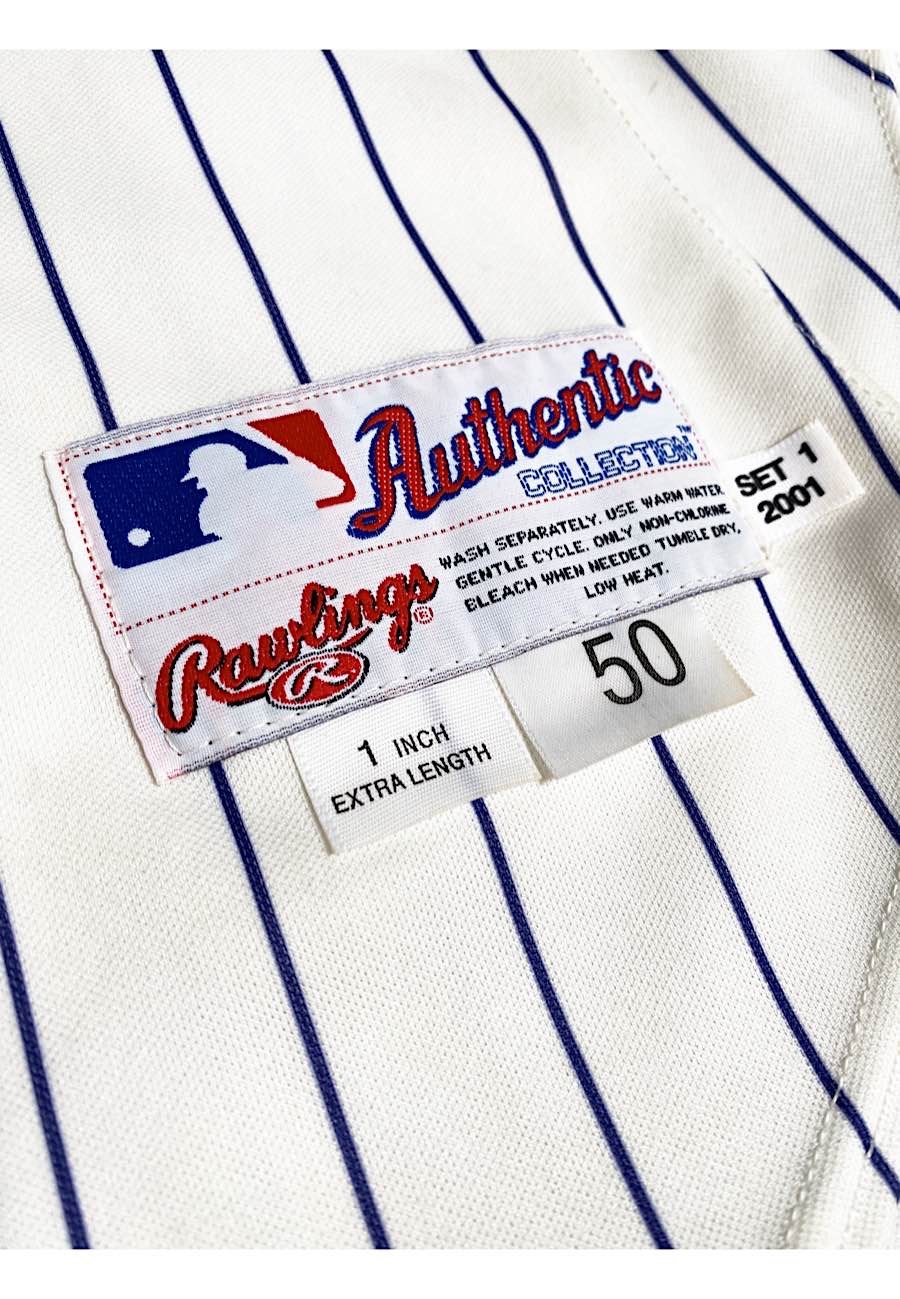 Authentic
COLLECTION™
WASH SEPARATELY. USE WARM WATER
GENTLE CYCLE. ONLY NON-CHLORINE
BLEACH WHEN NEEDED TUMBLE DRY,
LOW HEAT.
Rawlings®
R
SET 1
2001
50
1 INCH
EXTRA LENGTH